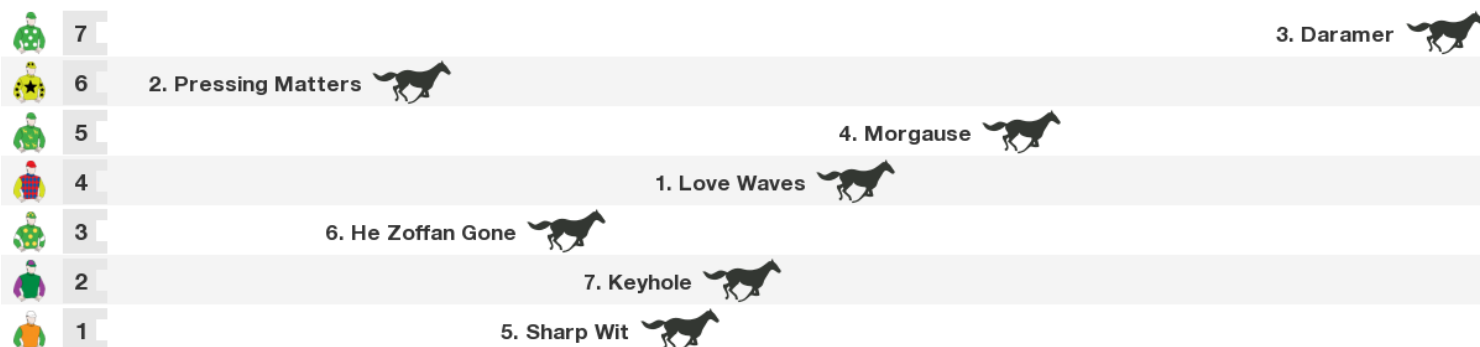 7 3. Daramer
6 2. Pressing Matters
5 4. Morgause
4 1. Love Waves
3 6. He Zoffan Gone
2 7. Keyhole
1 5. Sharp Wit